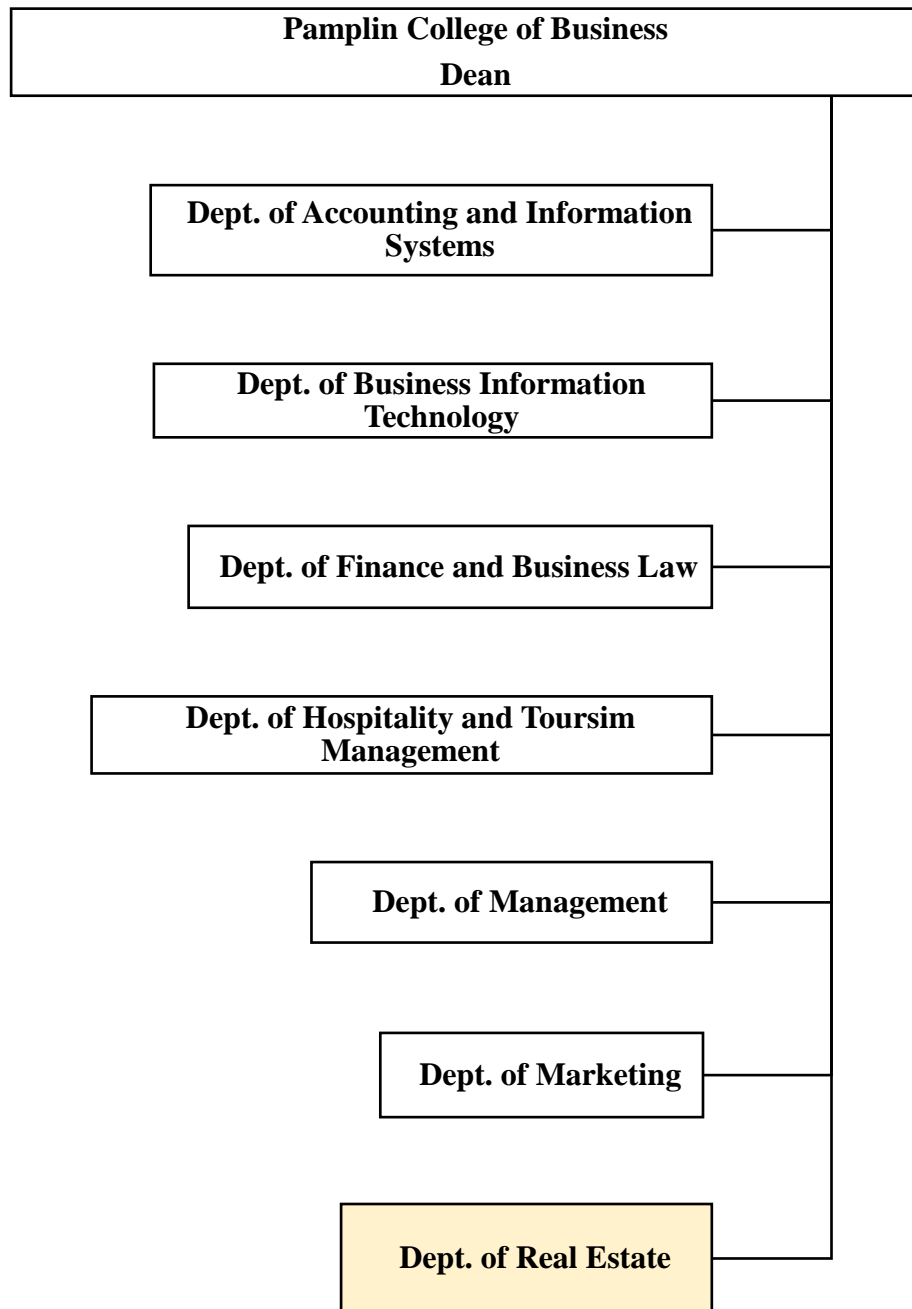 Pamplin College of Business
Dean
Dept. of Accounting and Information
Systems
Dept. of Business Information
Technology
Dept. of Finance and Business Law
Dept. of Hospitality and Toursim
Management
Dept. of Management
Dept. of Marketing
Dept. of Real Estate